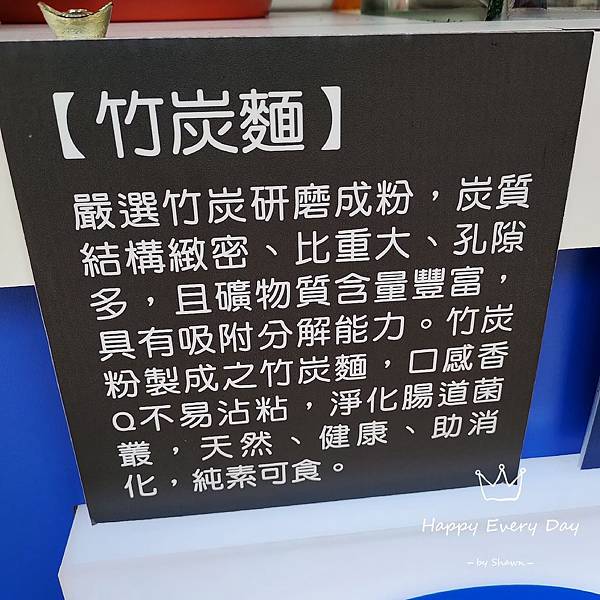 【竹炭麵】
嚴選竹炭研磨成粉，炭質
結構緻密、比重大、孔隙
多，且礦物質含量豐富，
具有吸附分解能力。竹炭
粉製成之竹炭麵，口感香
Q不易沾粘，淨化腸道菌
叢，天然、健康、助消
化，純素可食。
Happy Every Day
~ by Shawn ~